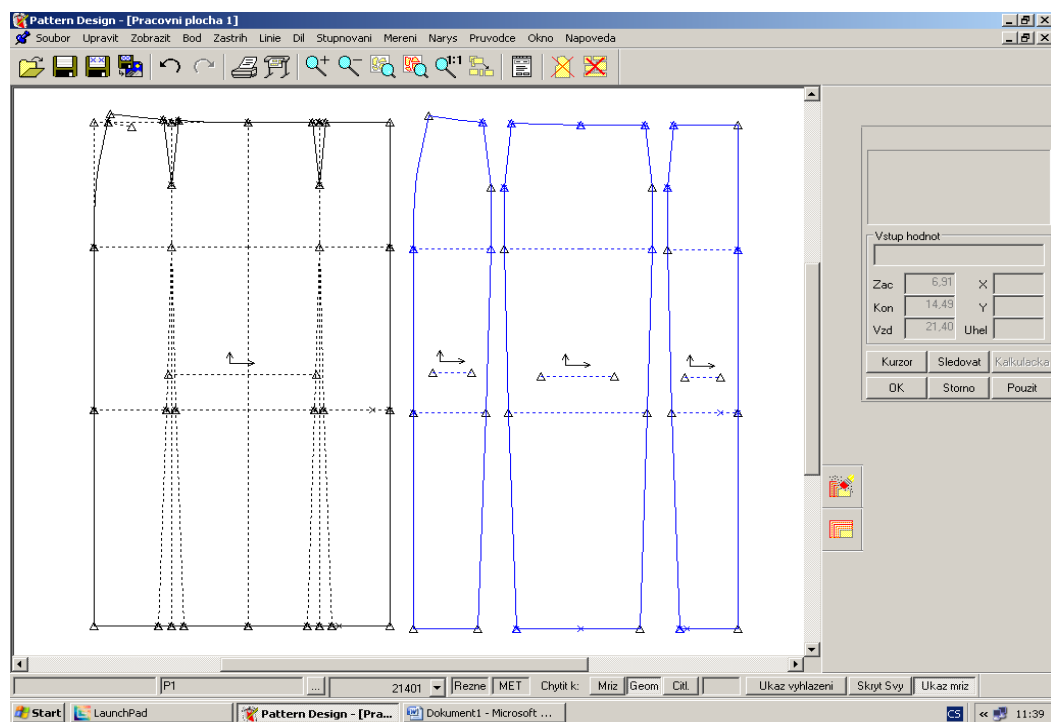 Pattern Design - [Pracovni plocha 1]
Soubor Upravit Zobrazit Bod Zastrih Linie Dil Stupnovani Mereni Narys Pruvodce Okno Napoveda
1:1
Vstup hodnot
Zac 6,91 X
Kon 14,49 Y
Vzd 21,40 Uhel
Kurzor Sledovat Kalkulacka
OK Storno Pouzit
P1 ... 21401 Rezne MET Chytit k: Mriz Geom Citl. Ukaz vyhlazeni Skryt Svy Ukaz mriz
Start LaunchPad Pattern Design - [Pra... Dokument1 - Microsoft ... CS « 11:39